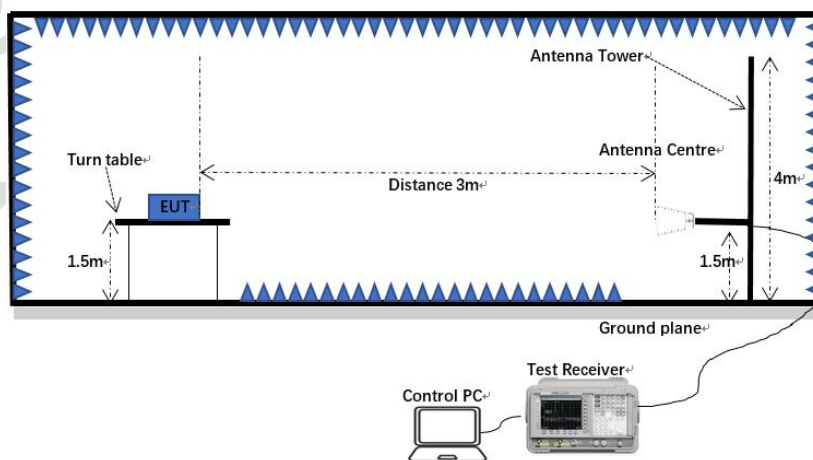 Antenna Tower
Turn table
Antenna Centre
Distance 3m
4m
EUT
1.5m
1.5m
Ground plane
Test Receiver
Control PC